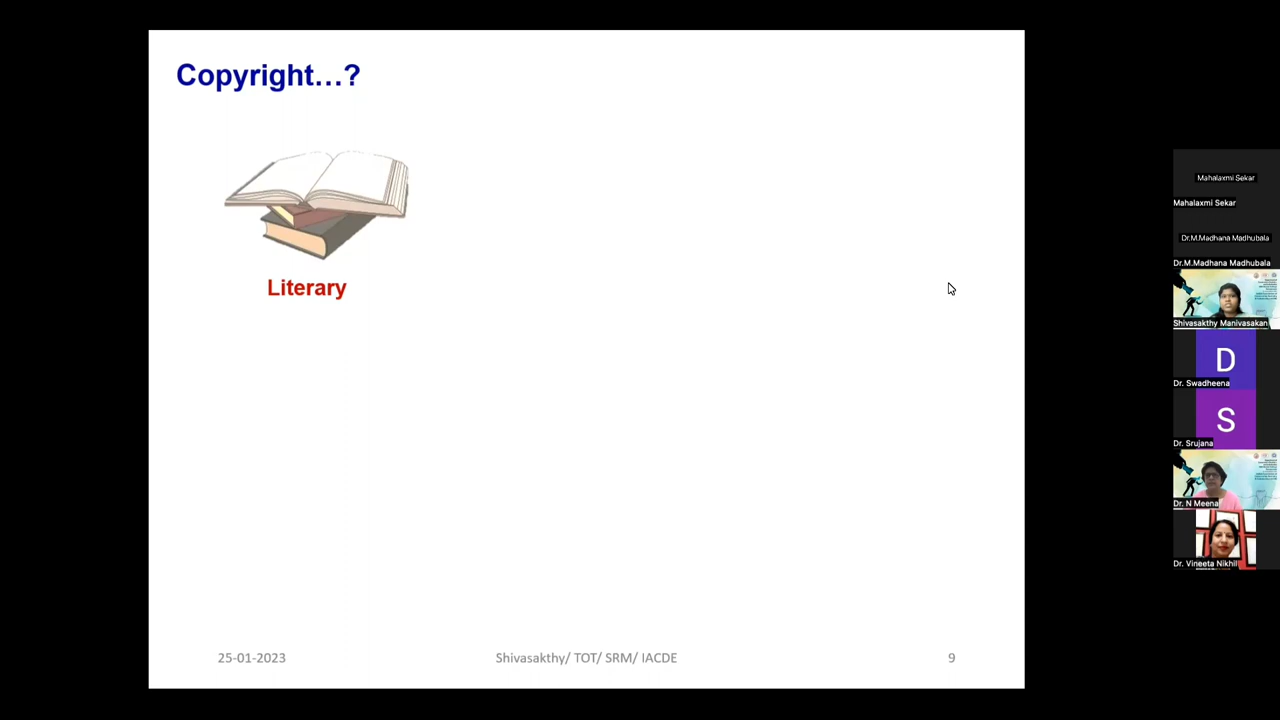 Copyright...?
Literary
25-01-2023
Shivasakthy/ TOT/ SRM/ IACDE
9
Mahalaxmi Sekar
Mahalaxmi Sekar
Dr.M.Madhana Madhubala
Dr.M.Madhana Madhubala
Shivasakthy Manivasakan
D
Dr. Swadheena
S
Dr. Srujana
Dr. N Meena
Dr. Vineeta Nikhil